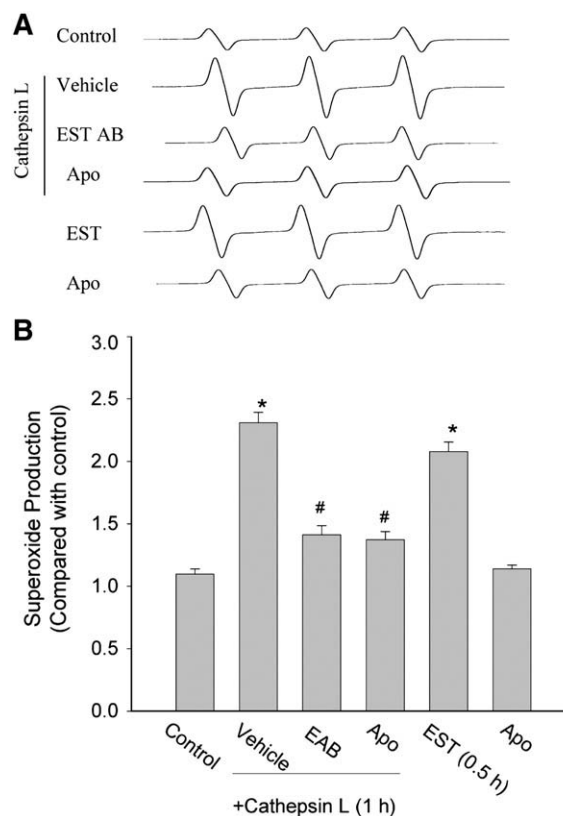 A
Control
Vehicle
EST AB
Apo
Cathepsin L
EST
Apo
B
Superoxide Production
(Compared with control)
3.0
2.5
2.0
1.5
1.0
0.5
0.0
*
#
#
*
Control
Vehicle
EAB
Apo
EST (0.5 h)
Apo
+Cathepsin L (1 h)